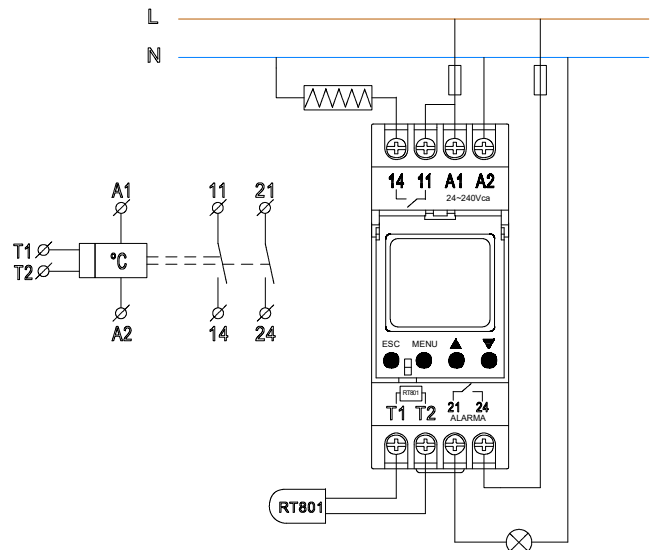 L
N
14 11 A1 A2
24~240Vca
A1
11
21
T1
T2
°C
A2
14
24
ESC MENU ▲ ▼
RT801
T1 T2
21 24
ALARMA
RT801